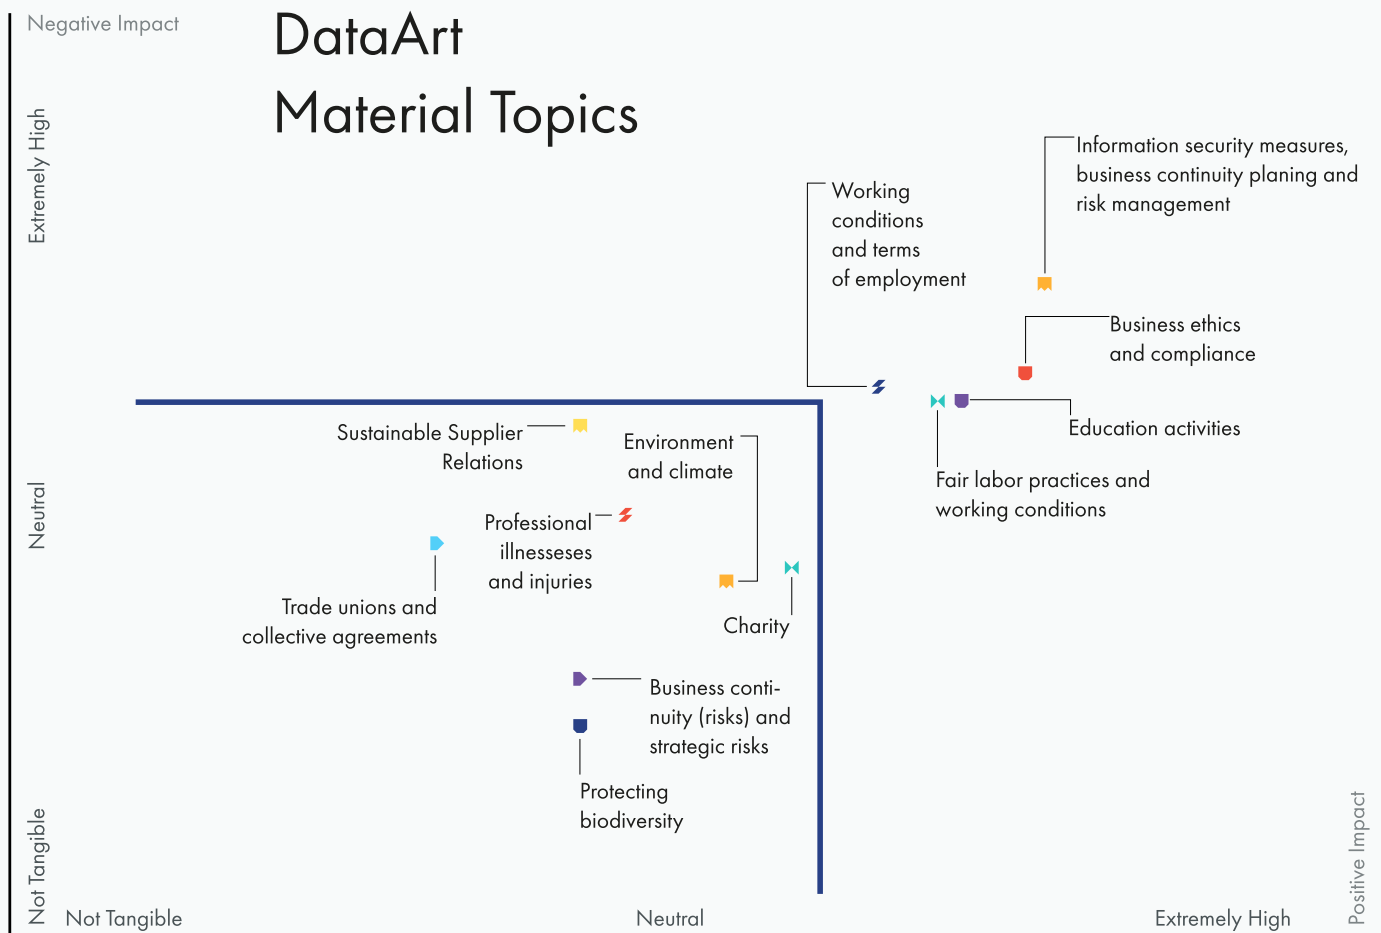 Negative Impact
DataArt
Material Topics
Extremely High
Neutral
Not Tangible
Information security measures,
business continuity planing and
risk management
Working
conditions
and terms
of employment
Business ethics
and compliance
Education activities
Fair labor practices and
working conditions
Sustainable Supplier
Relations
Environment
and climate
Professional
illnesseses
and injuries
Trade unions and
collective agreements
Charity
Business conti-
nuity (risks) and
strategic risks
Protecting
biodiversity
Not Tangible
Neutral
Extremely High
Positive Impact